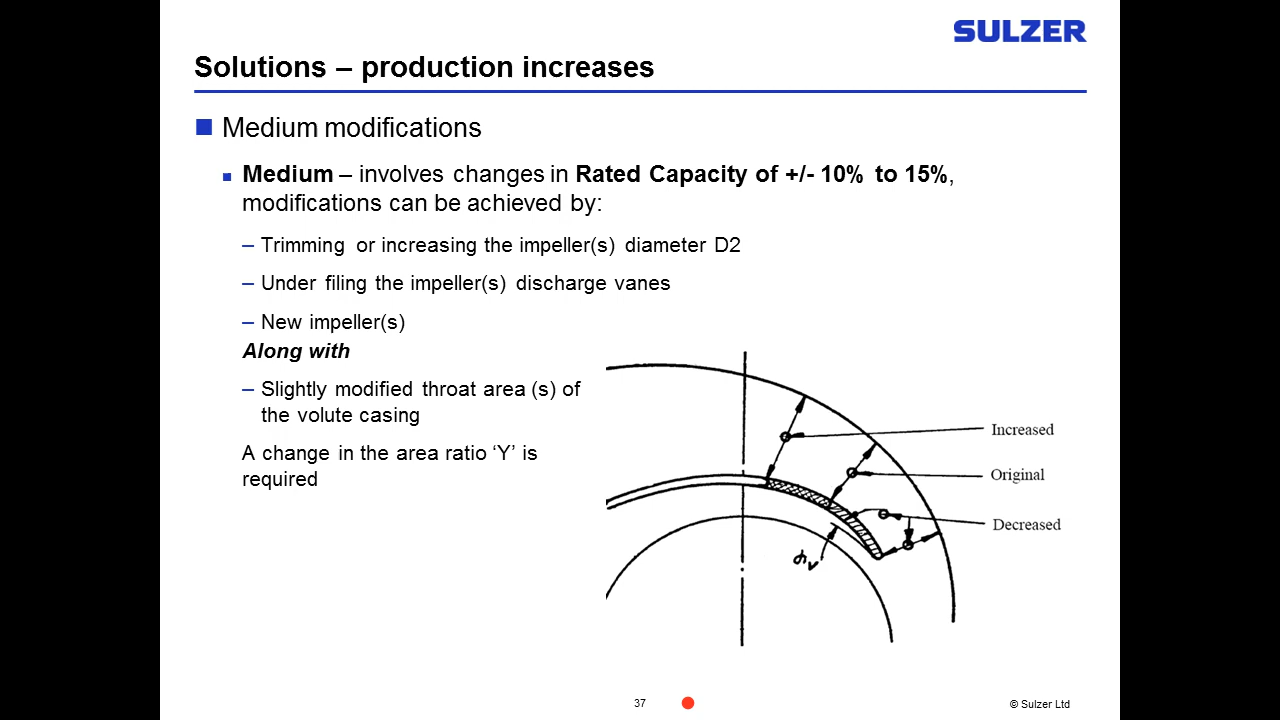 SULZER
Solutions – production increases
Medium modifications
Medium – involves changes in Rated Capacity of +/- 10% to 15%,
modifications can be achieved by:
– Trimming or increasing the impeller(s) diameter D2
– Under filing the impeller(s) discharge vanes
– New impeller(s)
Along with
– Slightly modified throat area (s) of
the volute casing
A change in the area ratio ‘Y’ is
required
Increased
Original
Decreased
αv
37
© Sulzer Ltd